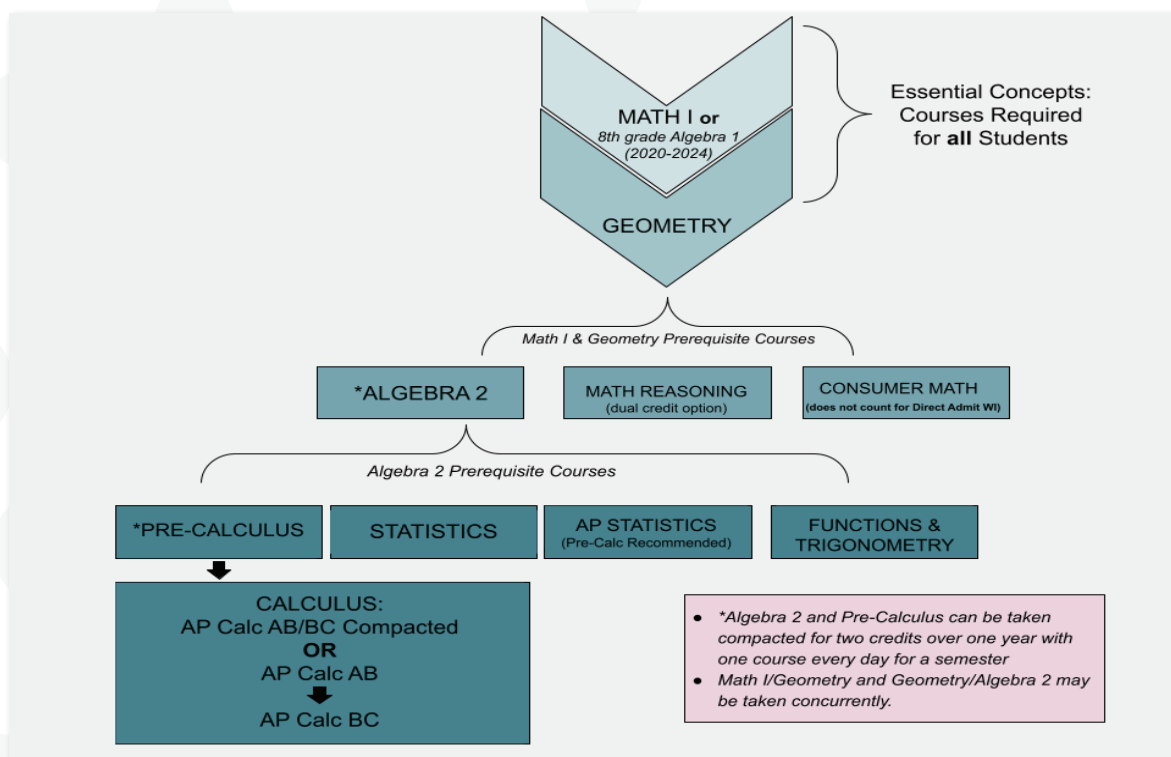 MATH I or
8th grade Algebra 1
(2020-2024)
Essential Concepts:
Courses Required
for all Students
GEOMETRY
Math I & Geometry Prerequisite Courses
*ALGEBRA 2
MATH REASONING
(dual credit option)
CONSUMER MATH
(does not count for Direct Admit WI)
Algebra 2 Prerequisite Courses
*PRE-CALCULUS
STATISTICS
AP STATISTICS
(Pre-Calc Recommended)
FUNCTIONS &
TRIGONOMETRY
CALCULUS:
AP Calc AB/BC Compacted
OR
AP Calc AB
AP Calc BC
● *Algebra 2 and Pre-Calculus can be taken
compacted for two credits over one year with
one course every day for a semester
● Math I/Geometry and Geometry/Algebra 2 may
be taken concurrently.